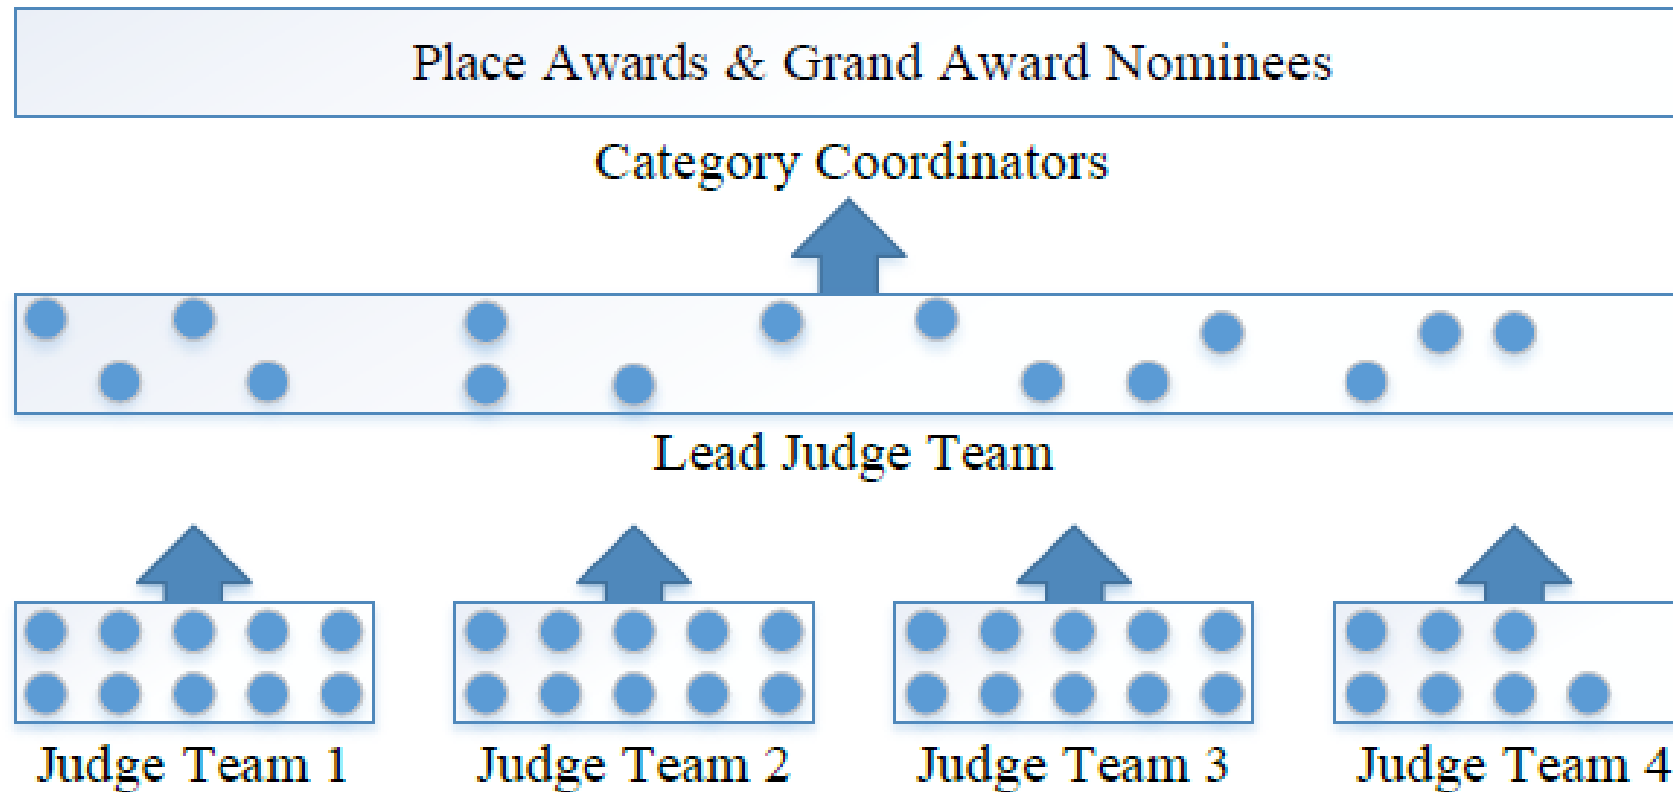 Place Awards & Grand Award Nominees
Category Coordinators
Lead Judge Team
Judge Team 1
Judge Team 2
Judge Team 3
Judge Team 4